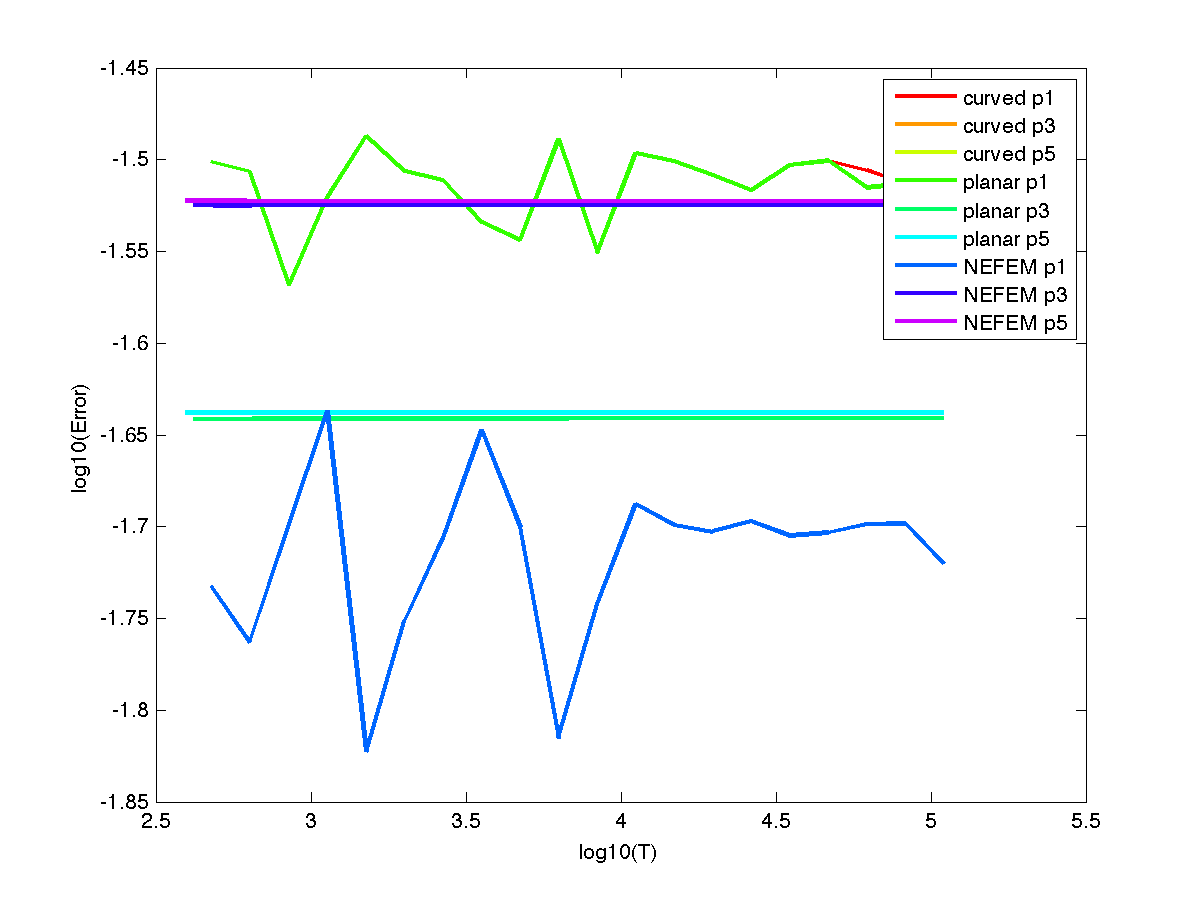 -1.45
-1.5
-1.55
-1.6
-1.65
-1.7
-1.75
-1.8
-1.85
log10(Error)
curved p1
curved p3
curved p5
planar p1
planar p3
planar p5
NEFEM p1
NEFEM p3
NEFEM p5
2.5 3 3.5 4 4.5 5 5.5
log10(T)